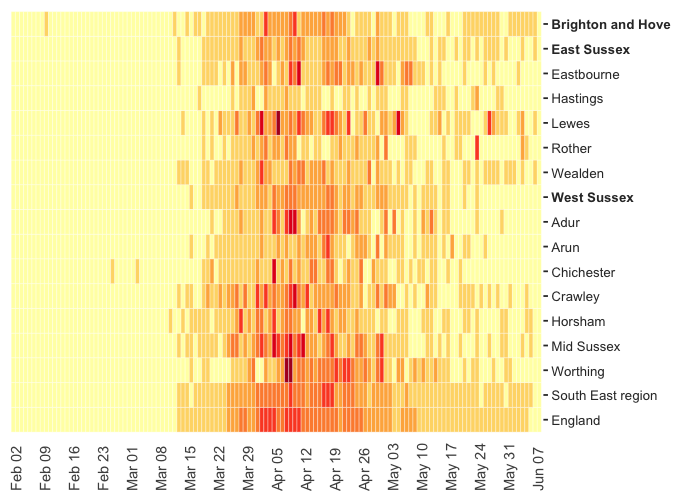 Brighton and Hove
East Sussex
Eastbourne
Hastings
Lewes
Rother
Wealden
West Sussex
Adur
Arun
Chichester
Crawley
Horsham
Mid Sussex
Worthing
South East region
England
Feb 02
Feb 09
Feb 16
Feb 23
Mar 01
Mar 08
Mar 15
Mar 22
Mar 29
Apr 05
Apr 12
Apr 19
Apr 26
May 03
May 10
May 17
May 24
May 31
Jun 07